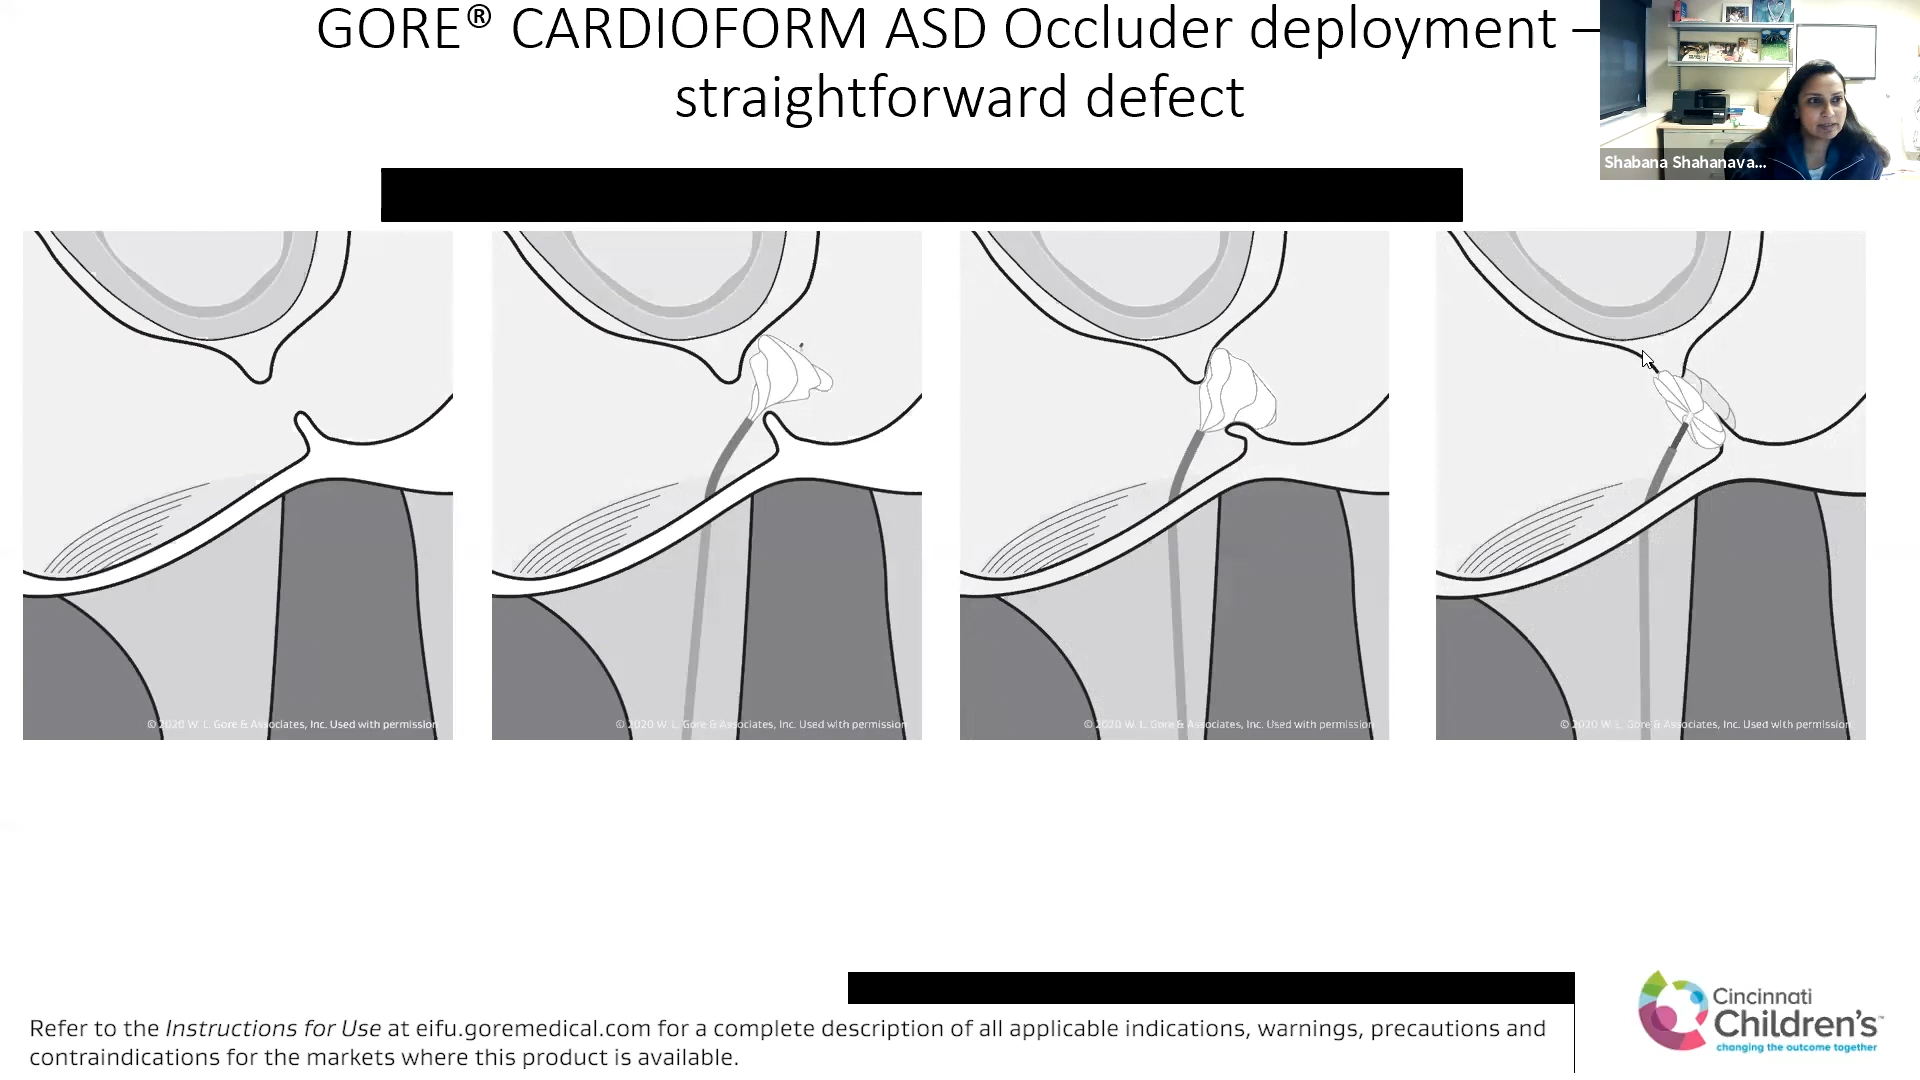 GORE® CARDIOFORM ASD Occluder deployment –
straightforward defect
Shabana Shahanava...
© 2020 W. L. Gore & Associates, Inc. Used with permission
© 2020 W. L. Gore & Associates, Inc. Used with permission
© 2020 W. L. Gore & Associates, Inc. Used with permission
© 2020 W. L. Gore & Associates, Inc. Used with permission
Refer to the Instructions for Use at eifu.goremedical.com for a complete description of all applicable indications, warnings, precautions and
contraindications for the markets where this product is available.
Cincinnati
Children's™
changing the outcome together